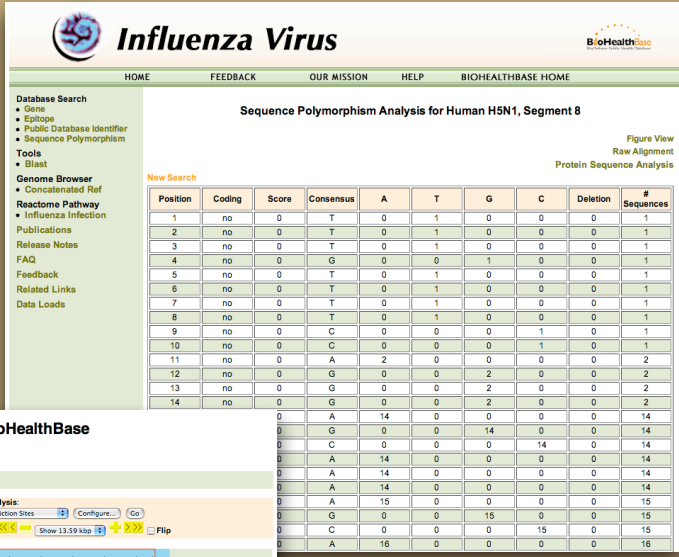 Influenza Virus
BioHealthBase
HOME FEEDBACK OUR MISSION HELP BIOHEALTHBASE HOME
Database Search
• Gene
• Epitope
• Public Database Identifier
• Sequence Polymorphism
Tools
• Blast
Genome Browser
• Concatenated Ref
Reactome Pathway
• Influenza Infection
Publications
Release Notes
FAQ
Feedback
Related Links
Data Loads
Sequence Polymorphism Analysis for Human H5N1, Segment 8
Figure View
Raw Alignment
Protein Sequence Analysis
New Search
Position Coding Score Consensus A T G C Deletion # Sequences
1 no 0 T 0 1 0 0 0 1
2 no 0 T 0 1 0 0 0 1
3 no 0 T 0 1 0 0 0 1
4 no 0 G 0 0 1 0 0 1
5 no 0 T 0 1 0 0 0 1
6 no 0 T 0 1 0 0 0 1
7 no 0 T 0 1 0 0 0 1
8 no 0 T 0 1 0 0 0 1
9 no 0 C 0 0 0 1 0 1
10 no 0 C 0 0 0 1 0 1
11 no 0 A 2 0 0 0 0 2
12 no 0 G 0 0 2 0 0 2
13 no 0 G 0 0 2 0 0 2
14 no 0 G 0 0 2 0 0 2
0 A 14 0 0 0 0 14
0 G 0 0 14 0 0 14
0 C 0 0 0 14 0 14
0 A 14 0 0 0 0 14
0 A 14 0 0 0 0 14
0 A 15 0 0 0 0 15
0 G 0 0 15 0 0 15
0 C 0 0 0 15 0 15
0 A 16 0 0 0 0 16
oHealthBase
lysis:
iction Sites Configure... Go
<< − Show 13.59 kbp + >>> Flip